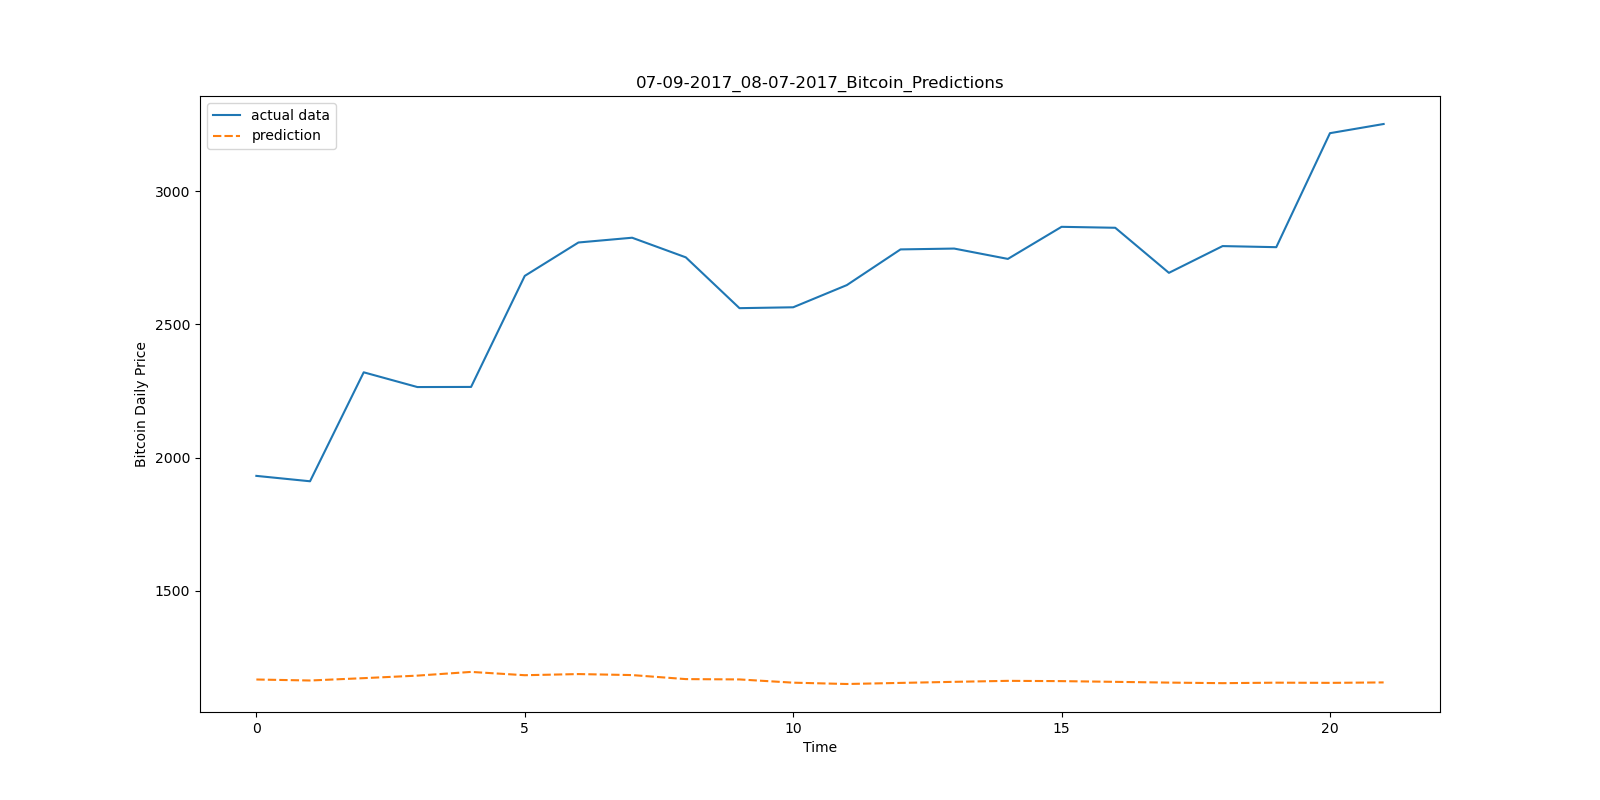 07-09-2017_08-07-2017_Bitcoin_Predictions
actual data
prediction
Bitcoin Daily Price
3000
2500
2000
1500
0 5 10 15 20
Time